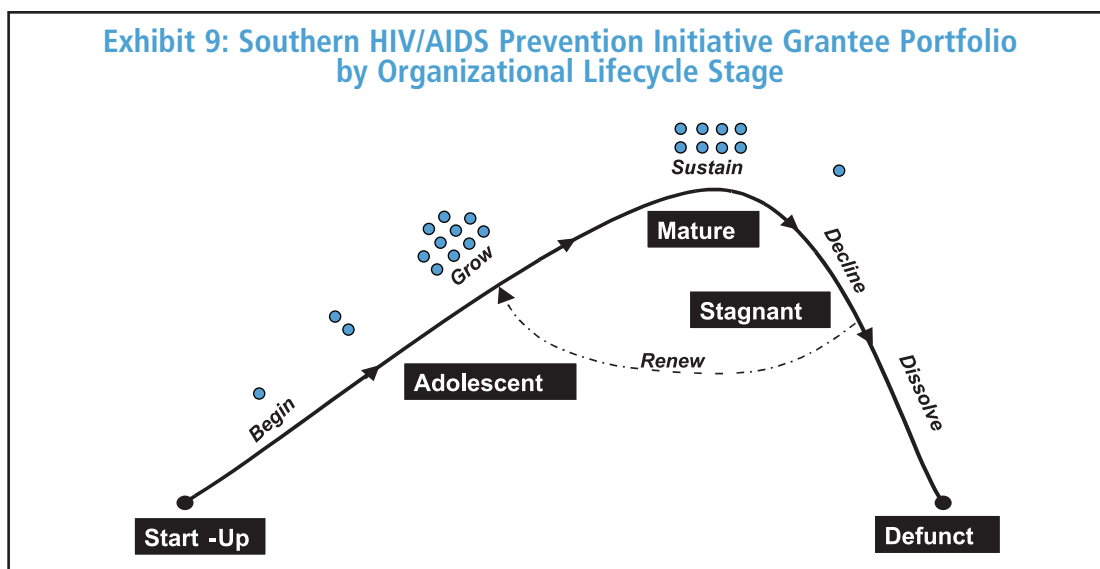 Exhibit 9: Southern HIV/AIDS Prevention Initiative Grantee Portfolio
by Organizational Lifecycle Stage
Sustain
Mature
Grow
Decline
Stagnant
Renew
Adolescent
Dissolve
Begin
Start -Up
Defunct